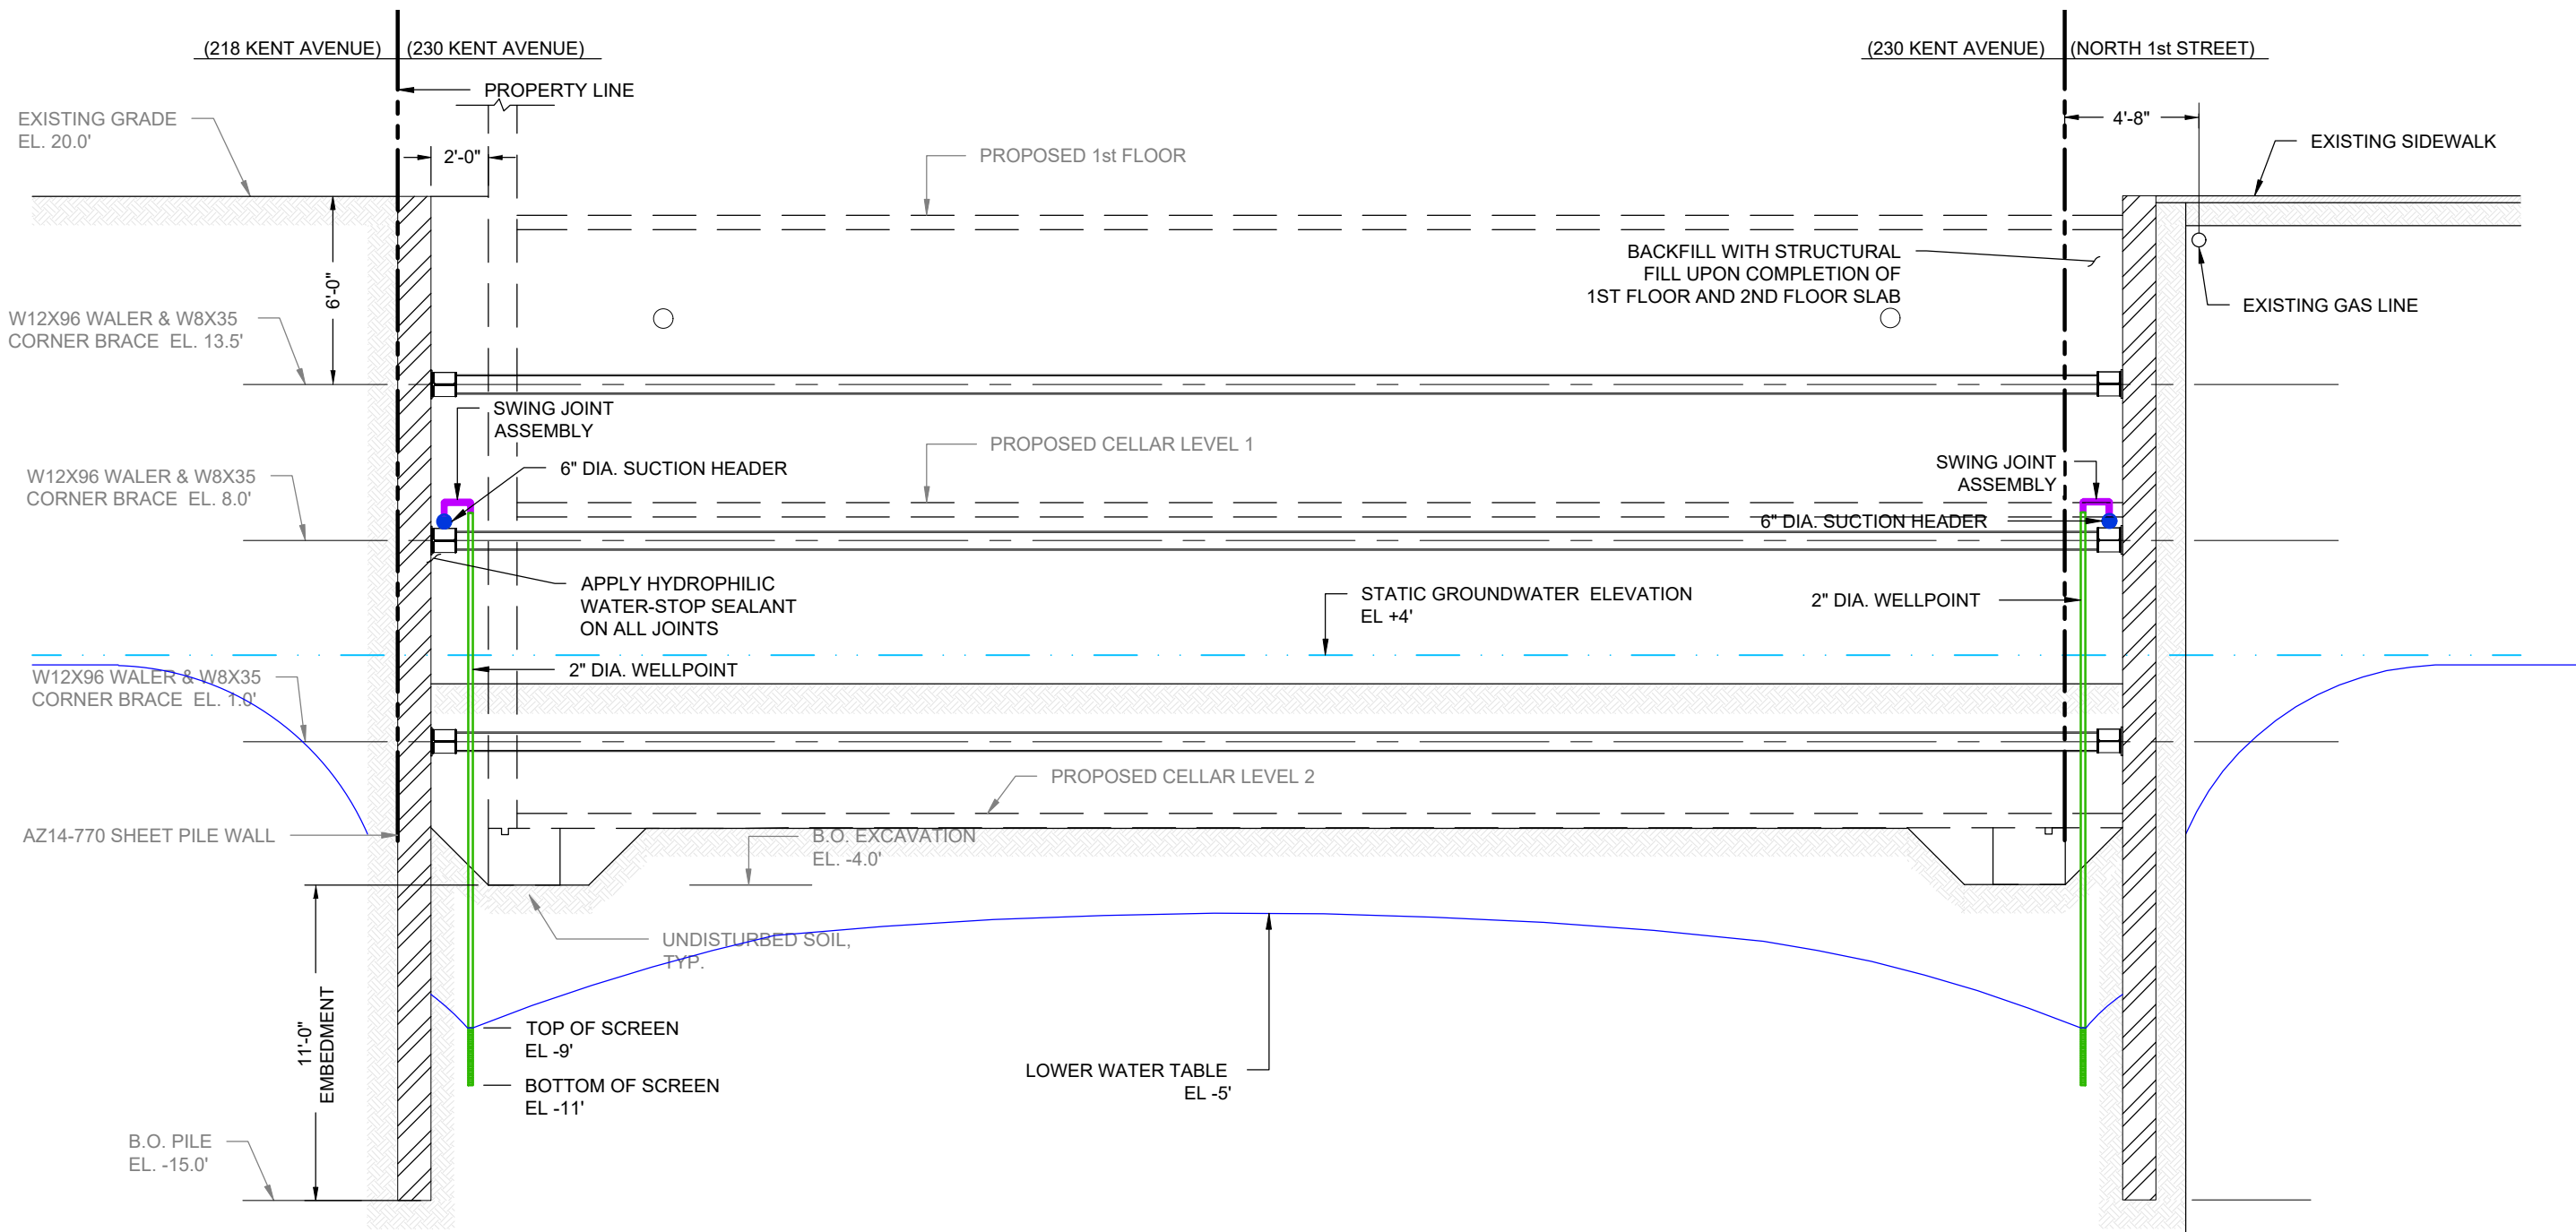 (218 KENT AVENUE)
(230 KENT AVENUE)
(230 KENT AVENUE)
(NORTH 1st STREET)
PROPERTY LINE
EXISTING GRADE
EL. 20.0'
2'-0"
4'-8"
PROPOSED 1st FLOOR
EXISTING SIDEWALK
BACKFILL WITH STRUCTURAL
FILL UPON COMPLETION OF
1ST FLOOR AND 2ND FLOOR SLAB
6'-0"
EXISTING GAS LINE
W12X96 WALER & W8X35
CORNER BRACE EL. 13.5'
SWING JOINT
ASSEMBLY
PROPOSED CELLAR LEVEL 1
6" DIA. SUCTION HEADER
SWING JOINT
ASSEMBLY
W12X96 WALER & W8X35
CORNER BRACE EL. 8.0'
6" DIA. SUCTION HEADER
APPLY HYDROPHILIC
WATER-STOP SEALANT
ON ALL JOINTS
STATIC GROUNDWATER ELEVATION
EL +4'
2" DIA. WELLPOINT
2" DIA. WELLPOINT
W12X96 WALER & W8X35
CORNER BRACE EL. 1.0'
PROPOSED CELLAR LEVEL 2
AZ14-770 SHEET PILE WALL
B.O. EXCAVATION
EL. -4.0'
UNDISTURBED SOIL,
TYP.
11'-0"
EMBEDMENT
TOP OF SCREEN
EL -9'
BOTTOM OF SCREEN
EL -11'
LOWER WATER TABLE
EL -5'
B.O. PILE
EL. -15.0'